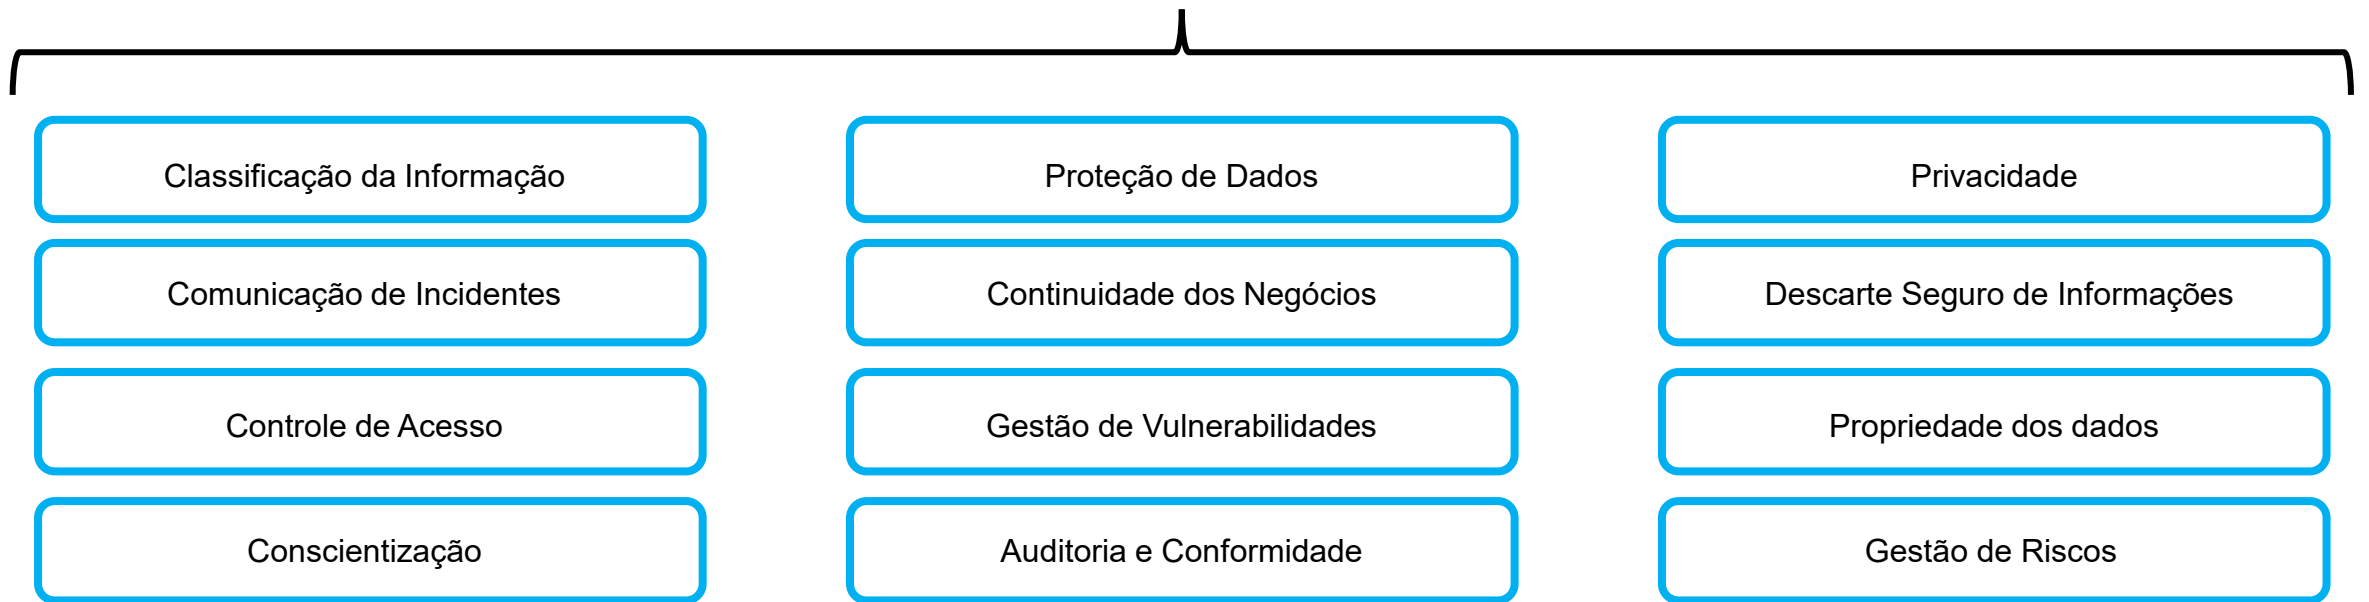 Classificação da Informação
Proteção de Dados
Privacidade
Comunicação de Incidentes
Continuidade dos Negócios
Descarte Seguro de Informações
Controle de Acesso
Gestão de Vulnerabilidades
Propriedade dos dados
Conscientização
Auditoria e Conformidade
Gestão de Riscos